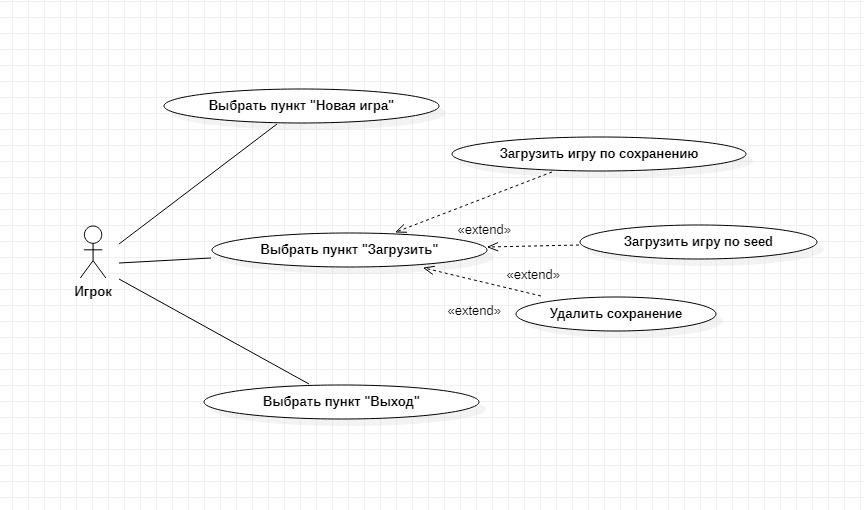 Выбрать пункт "Новая игра"
Загрузить игру по сохранению
«extend»
Загрузить игру по seed
Выбрать пункт "Загрузить"
«extend»
Игрок
«extend»
Удалить сохранение
Выбрать пункт "Выход"